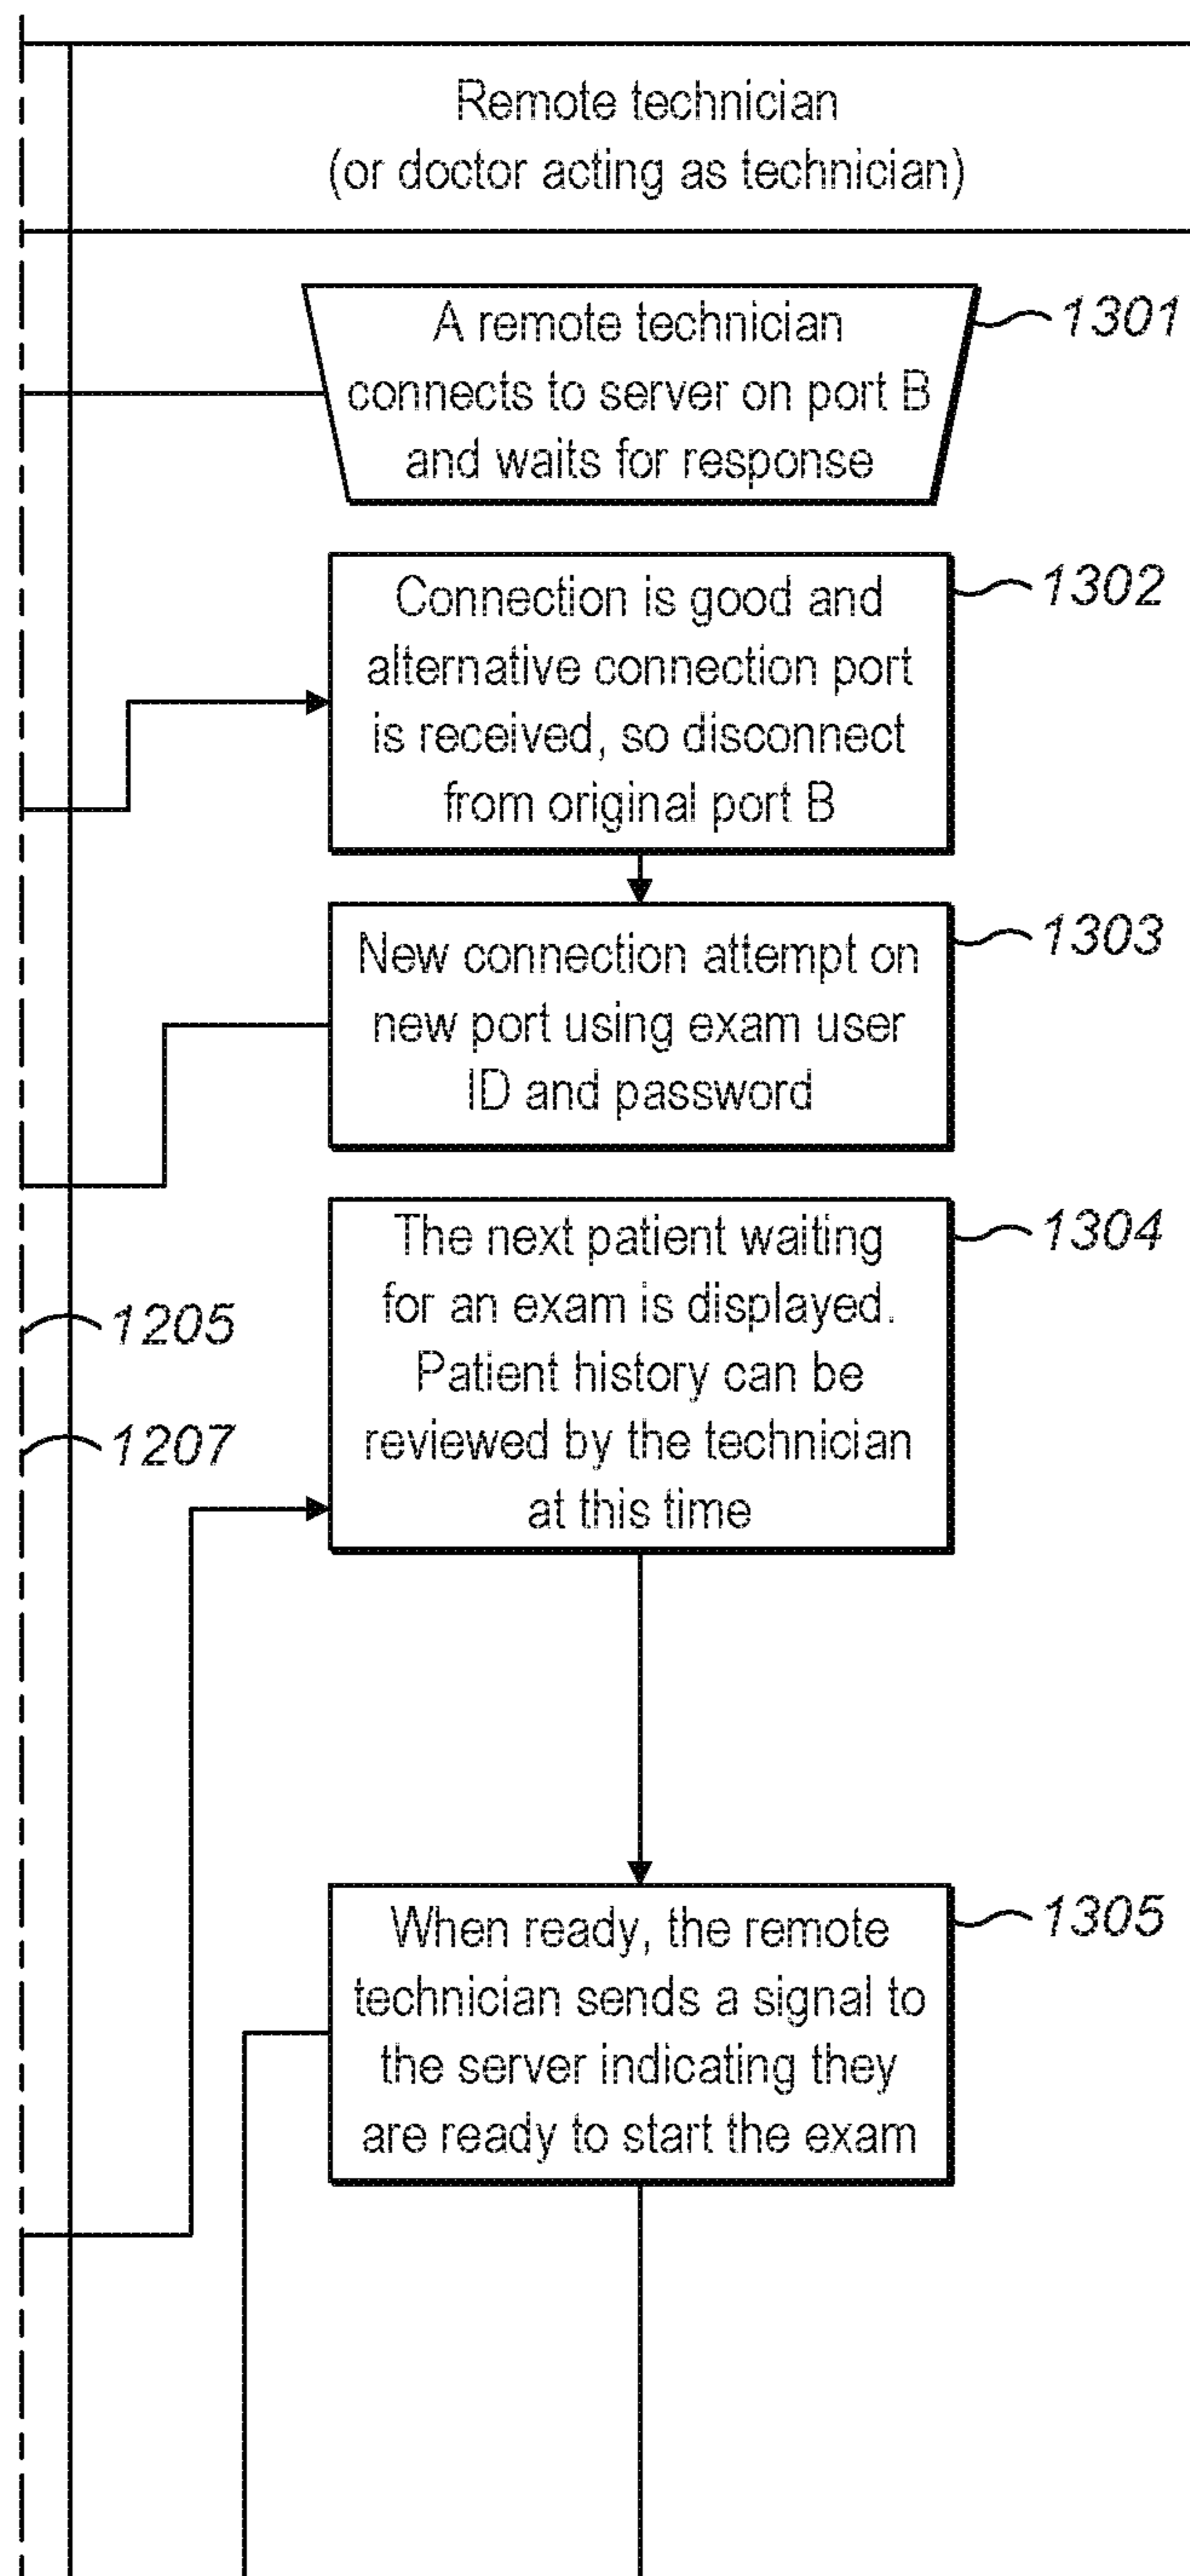 Remote technician
(or doctor acting as technician)
A remote technician
connects to server on port B
and waits for response
1301
Connection is good and
alternative connection port
is received, so disconnect
from original port B
1302
New connection attempt on
new port using exam user
ID and password
1303
The next patient waiting
for an exam is displayed.
Patient history can be
reviewed by the technician
at this time
1304
1205
1207
When ready, the remote
technician sends a signal to
the server indicating they
are ready to start the exam
1305